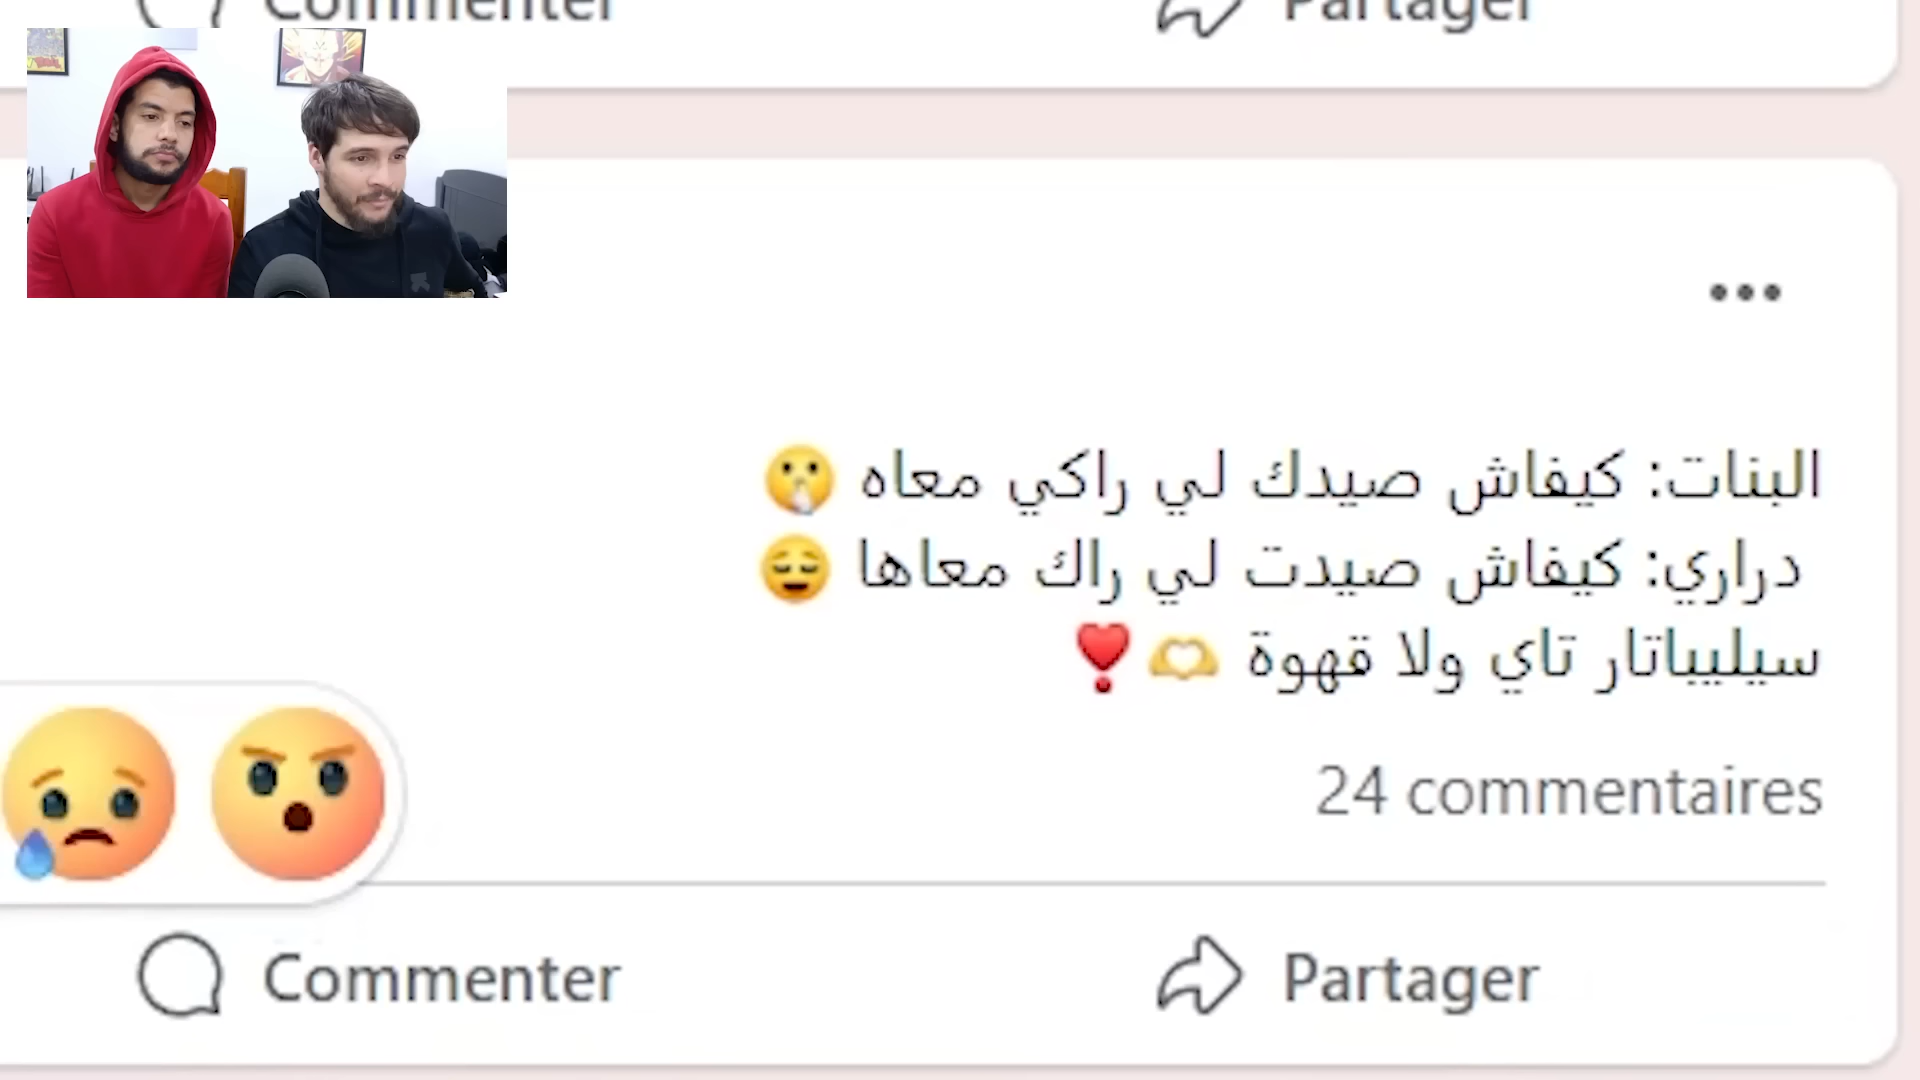 Commenter
Partager
البنات: كيفاش صيدك لي راكي معاه 🤫
دراري: كيفاش صيدت لي راك معاها 😌
سيليياتار تاي ولا قهوة 🫶❣️
24 commentaires
Commenter
Partager